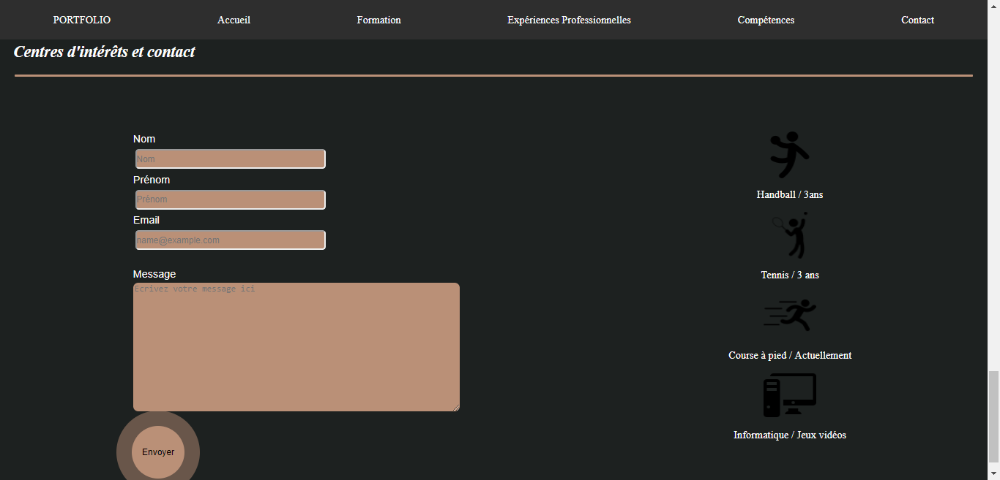 PORTFOLIO Accueil Formation Expériences Professionnelles Compétences Contact
Centres d'intérêts et contact
Nom
Nom
Prénom
Prénom
Email
name@example.com
Message
Ecrivez votre message ici
Envoyer
Handball / 3ans
Tennis / 3 ans
Course à pied / Actuellement
Informatique / Jeux vidéos